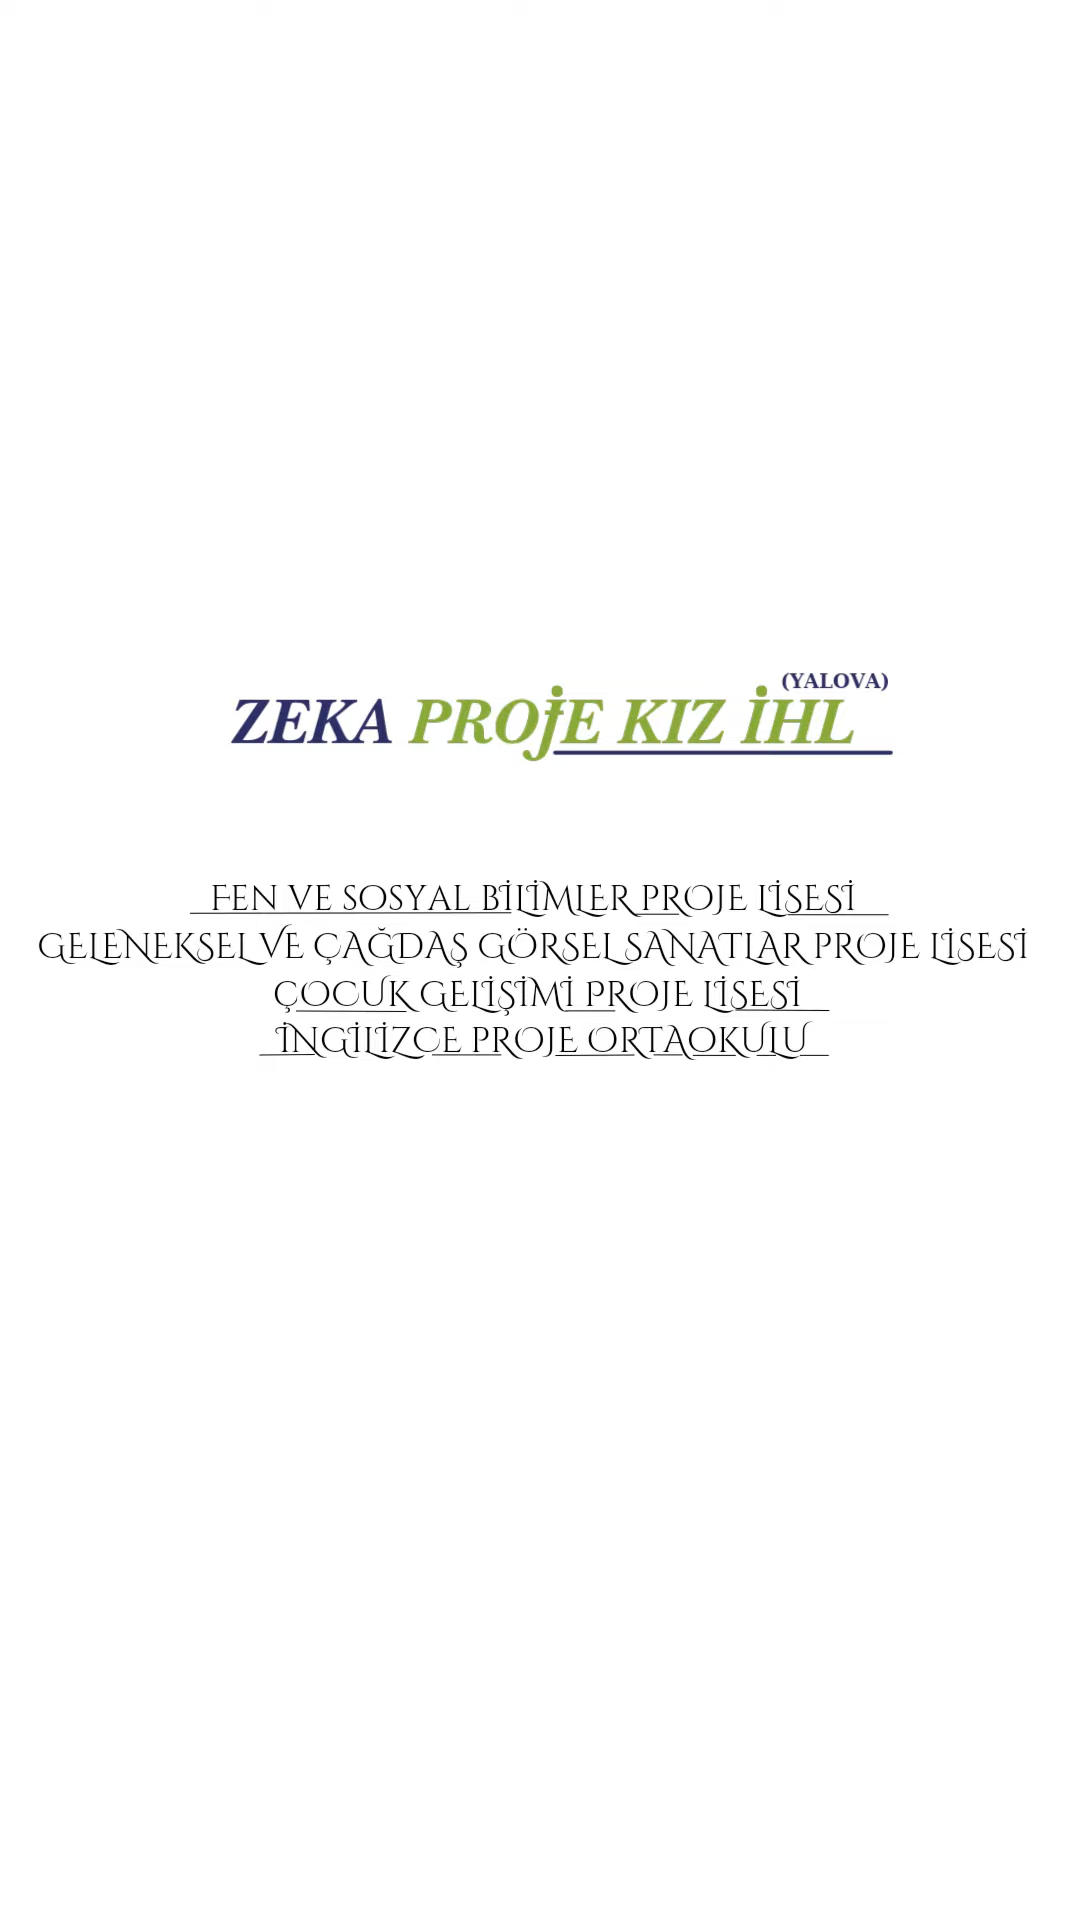 (YALOVA)
ZEKA PROJE KIZ İHL
FEN VE SOSYAL BİLİMLER PROJE LİSESİ
GELENEKSEL VE ÇAĞDAŞ GÖRSEL SANATLAR PROJE LİSESİ
ÇOCUK GELİŞİMİ PROJE LİSESİ
İNGİLİZCE PROJE ORTAOKULU